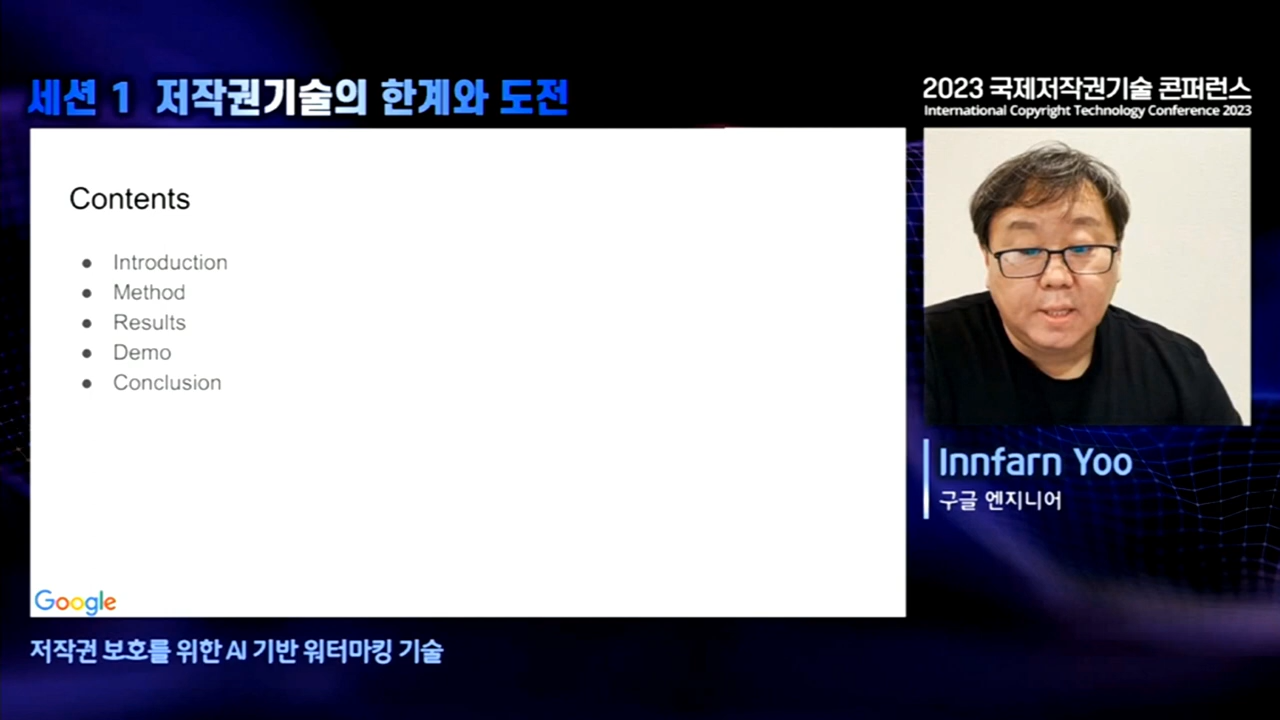 세션 1 저작권기술의 한계와 도전
2023 국제저작권기술 콘퍼런스
International Copyright Technology Conference 2023
Contents
● Introduction
● Method
● Results
● Demo
● Conclusion
Google
Innfarn Yoo
구글 엔지니어
저작권 보호를 위한 AI 기반 워터마킹 기술